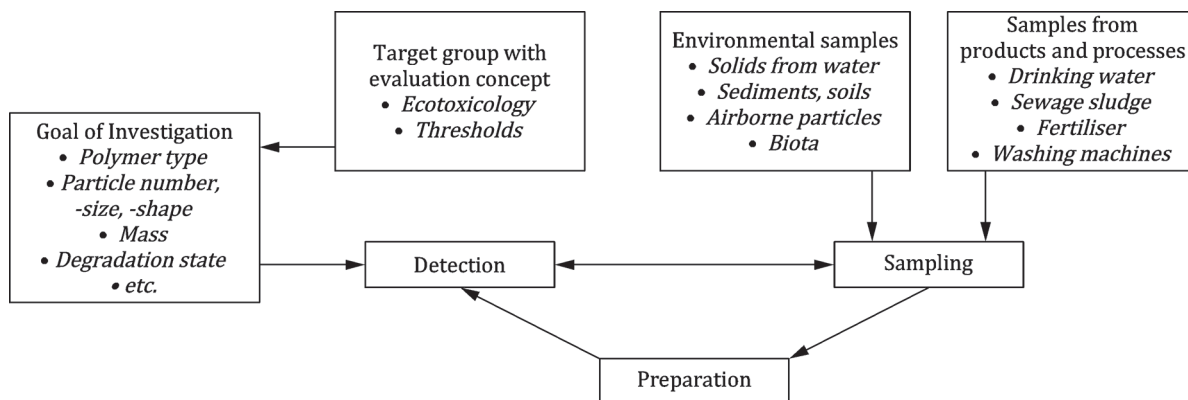 Target group with
evaluation concept
• Ecotoxicology
• Thresholds
Environmental samples
• Solids from water
• Sediments, soils
• Airborne particles
• Biota
Samples from
products and processes
• Drinking water
• Sewage sludge
• Fertiliser
• Washing machines
Goal of Investigation
• Polymer type
• Particle number,
-size, -shape
• Mass
• Degradation state
• etc.
Detection
Sampling
Preparation